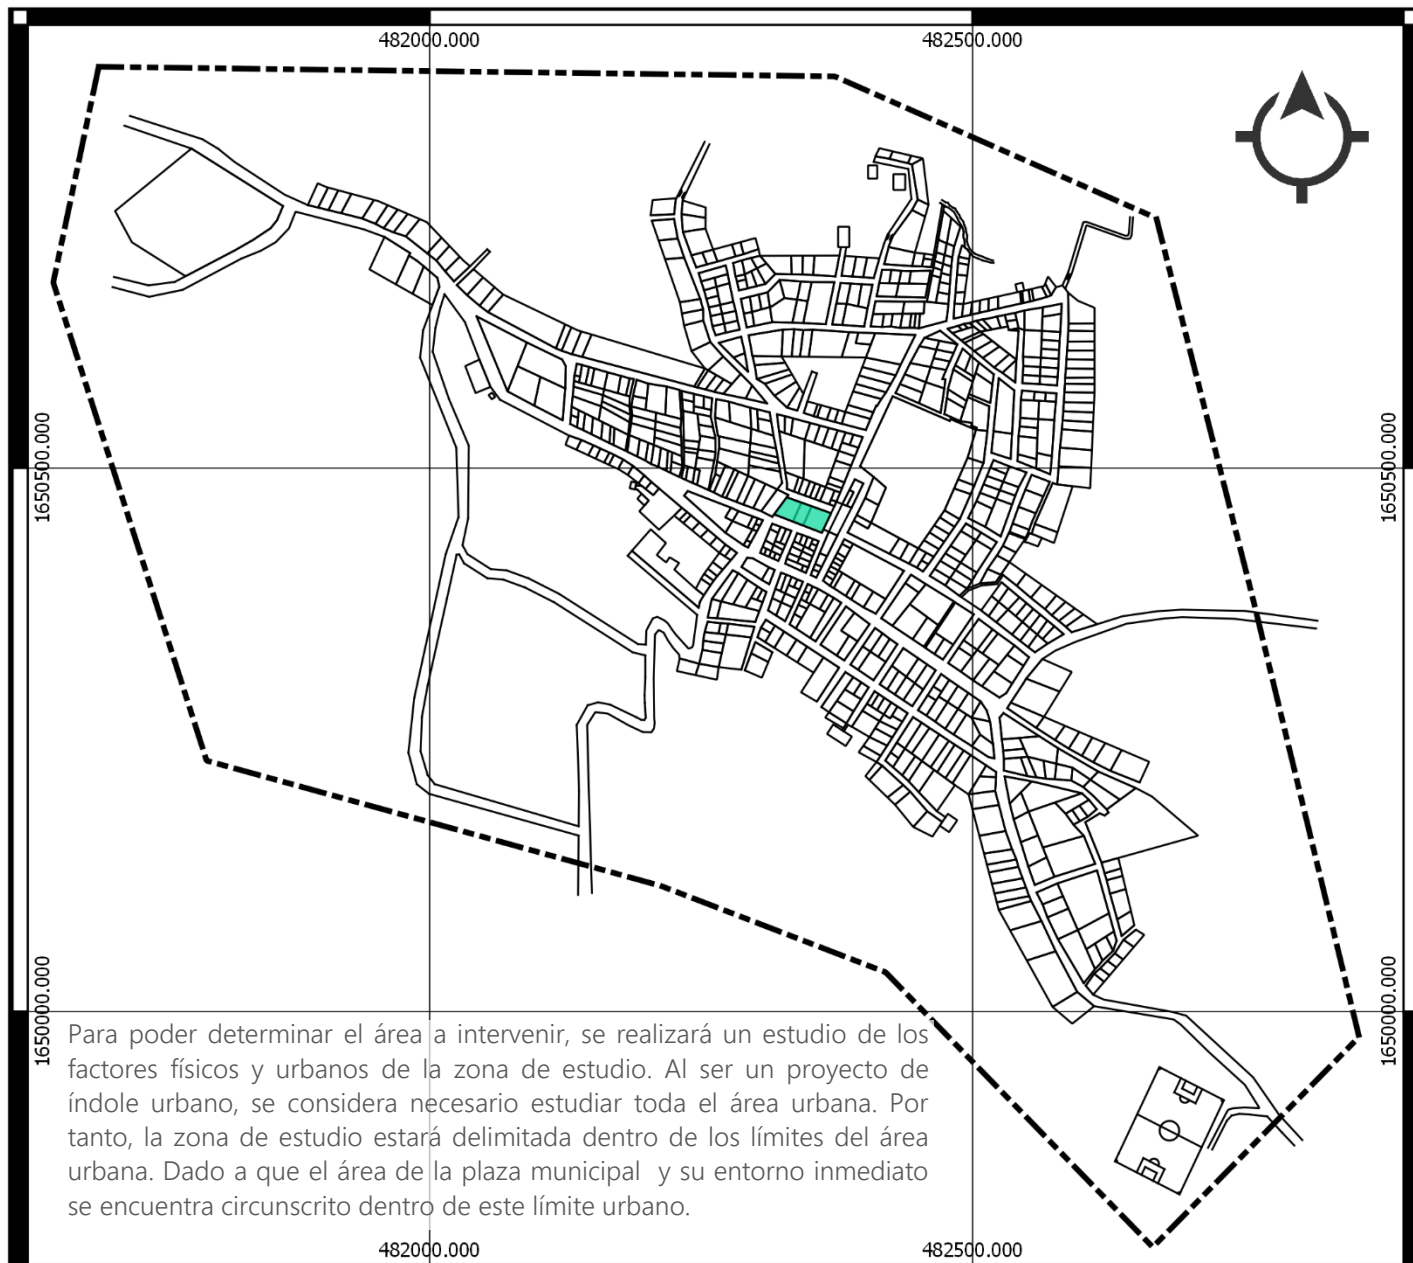 482000.000
482500.000
1650500.000
1650500.000
1650000.000
1650000.000
Para poder determinar el área a intervenir, se realizará un estudio de los
factores físicos y urbanos de la zona de estudio. Al ser un proyecto de
índole urbano, se considera necesario estudiar toda el área urbana. Por
tanto, la zona de estudio estará delimitada dentro de los límites del área
urbana. Dado a que el área de la plaza municipal y su entorno inmediato
se encuentra circunscrito dentro de este límite urbano.
482000.000
482500.000